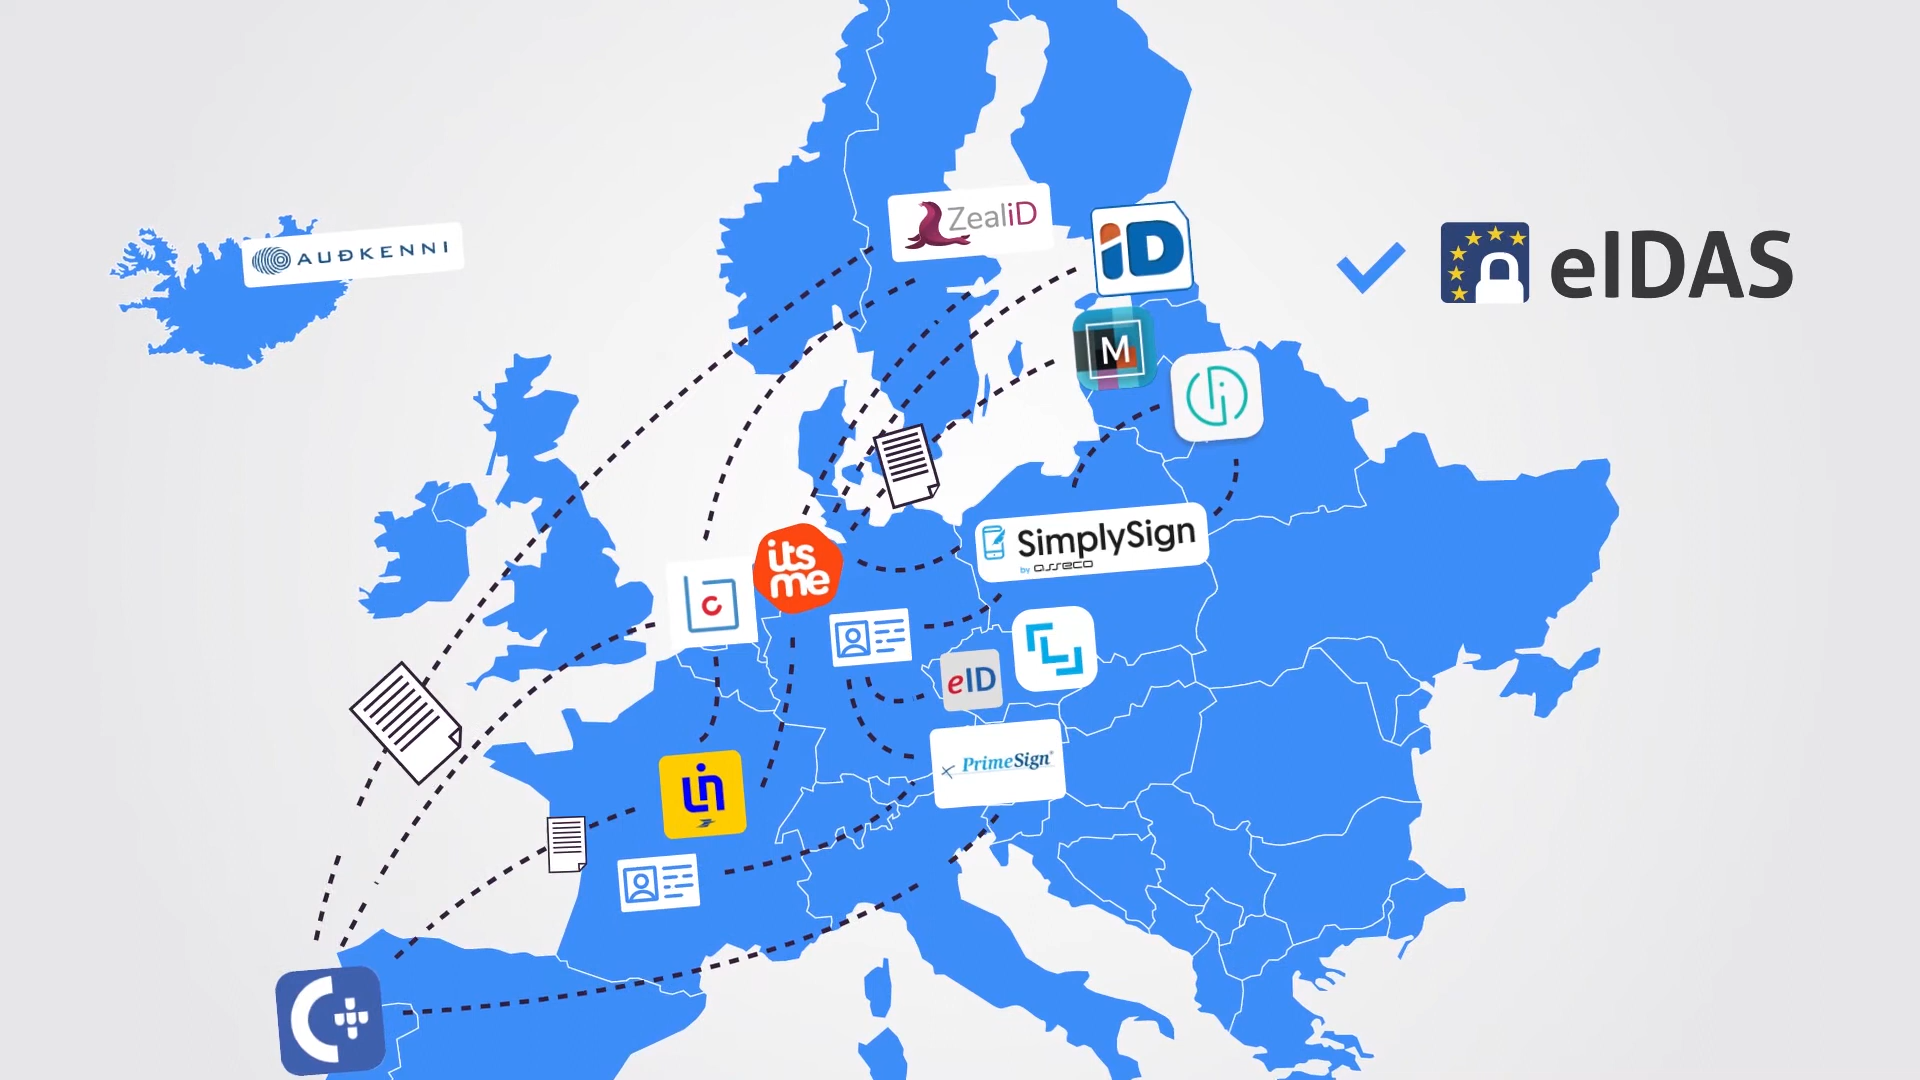 ZealiD
iD
AUÐKENNI
eIDAS
M
SimplySign
by asseco
its
me
c
eID
PrimeSign®